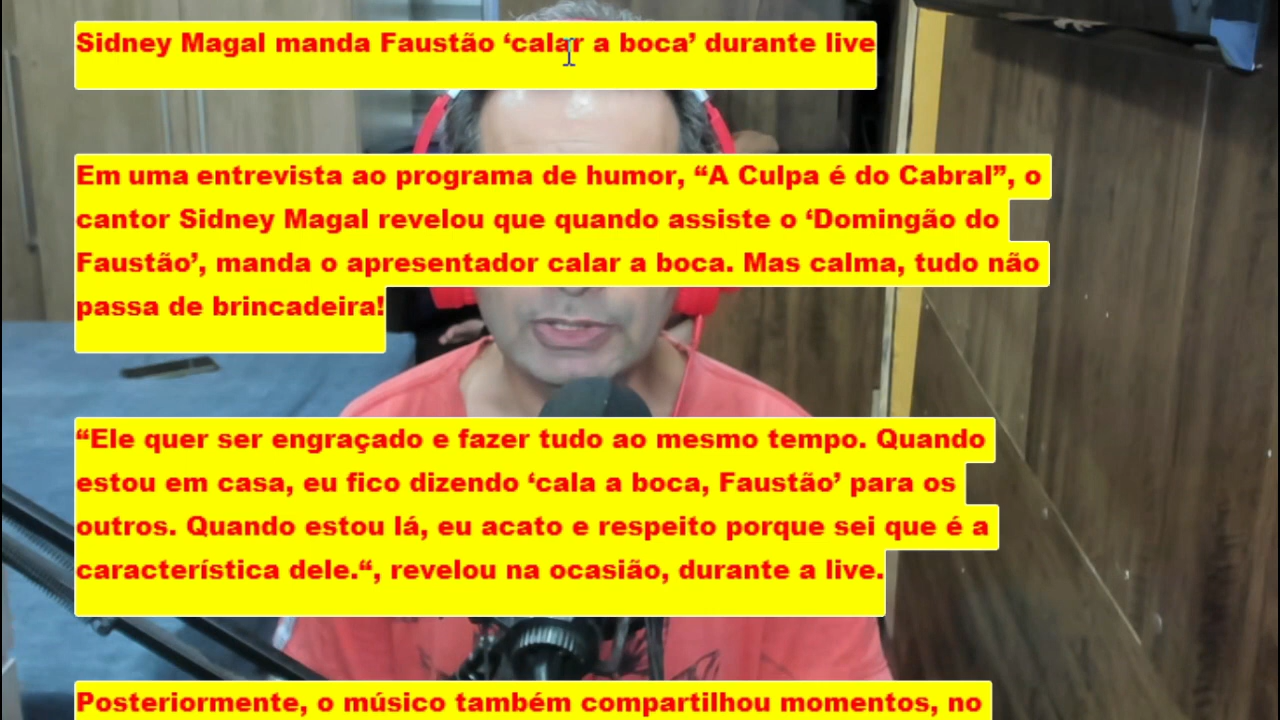 Sidney Magal manda Faustão ‘calar a boca’ durante live
Em uma entrevista ao programa de humor, “A Culpa é do Cabral”, o
cantor Sidney Magal revelou que quando assiste o ‘Domingão do
Faustão’, manda o apresentador calar a boca. Mas calma, tudo não
passa de brincadeira!
“Ele quer ser engraçado e fazer tudo ao mesmo tempo. Quando
estou em casa, eu fico dizendo ‘cala a boca, Faustão’ para os
outros. Quando estou lá, eu acato e respeito porque sei que é a
característica dele.“, revelou na ocasião, durante a live.
Posteriormente, o músico também compartilhou momentos, no